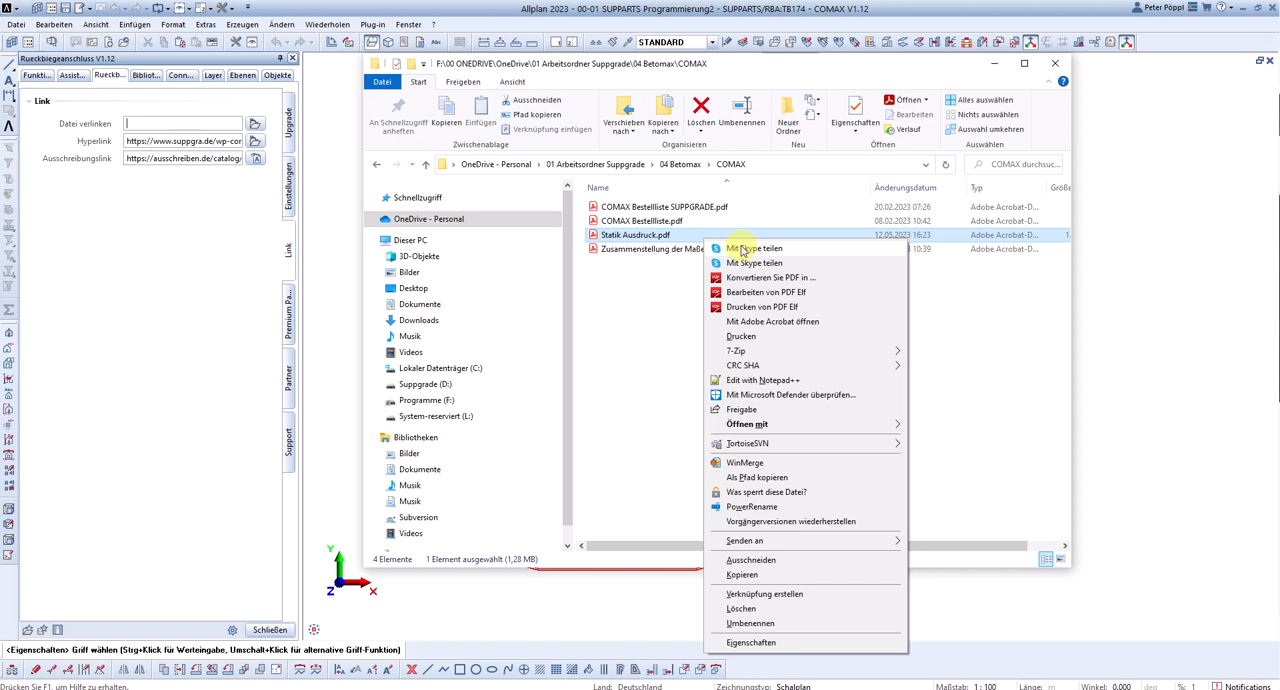 Allplan 2023 - 00-01 SUPPARTS Programmierung2 - SUPPARTS/RBA:TB174 - COMAX V1.12
Peter Pöppl
Datei Bearbeiten Ansicht Einfügen Format Extras Erzeugen Ändern Wiederholen Plug-in Fenster ?
STANDARD
Rueckbiegeanschluss V1.12
Funkti... Assist... Rueckb... Bibliot... Conn... Layer Ebenen Objekte
Link
Datei verlinken
Hyperlink https://www.suppgra.de/wp-cor
Ausschreibungslink https://ausschreiben.de/catalog/
Upgrade
Einstellungen
Link
Premium Pa...
Partner
Support
Schließen
F:\00 ONEDRIVE\OneDrive\01 Arbeitsordner Suppgrade\04 Betomax\COMAX
Datei Start Freigeben Ansicht
An Schnellzugriff anheften
Kopieren
Einfügen
Ausschneiden
Pfad kopieren
Verknüpfung einfügen
Zwischenablage
Verschieben nach
Kopieren nach
Löschen
Umbenennen
Organisieren
Neuer Ordner
Neu
Eigenschaften
Öffnen
Bearbeiten
Verlauf
Öffnen
Alles auswählen
Nichts auswählen
Auswahl umkehren
Auswählen
OneDrive - Personal 01 Arbeitsordner Suppgrade 04 Betomax COMAX
COMAX durchsuc...
Name Änderungsdatum Typ Größe
COMAX Bestellliste SUPPGRADE.pdf 20.02.2023 07:26 Adobe Acrobat-D...
COMAX Bestellliste.pdf 08.02.2023 10:42 Adobe Acrobat-D...
Statik Ausdruck.pdf 12.05.2023 16:23 Adobe Acrobat-D... 1.
Zusammenstellung der Maße 10:39 Adobe Acrobat-D...
Schnellzugriff
OneDrive - Personal
Dieser PC
3D-Objekte
Bilder
Desktop
Dokumente
Downloads
Musik
Videos
Lokaler Datenträger (C:)
Suppgrade (D:)
Programme (F:)
System-reserviert (L:)
Bibliotheken
Bilder
Dokumente
Musik
Musik
Subversion
Videos
4 Elemente 1 Element ausgewählt (1,28 MB)
Mit Skype teilen
Mit Skype teilen
Konvertieren Sie PDF in ...
Bearbeiten von PDF Elf
Drucken von PDF Elf
Mit Adobe Acrobat öffnen
Drucken
7-Zip
CRC SHA
Edit with Notepad++
Mit Microsoft Defender überprüfen...
Freigabe
Öffnen mit
TortoiseSVN
WinMerge
Als Pfad kopieren
Was sperrt diese Datei?
PowerRename
Vorgängerversionen wiederherstellen
Senden an
Ausschneiden
Kopieren
Verknüpfung erstellen
Löschen
Umbenennen
Eigenschaften
Y
Z
X
<Eigenschaften> Griff wählen (Strg+Klick für Werteingabe, Umschalt+Klick für alternative Griff-Funktion)
Drücken Sie F1, um Hilfe zu erhalten.
Land: Deutschland Zeichnungstyp: Schalplan Maßstab: 1 : 100 Länge: m Winkel: 0.000 deg %: 1 Notifications